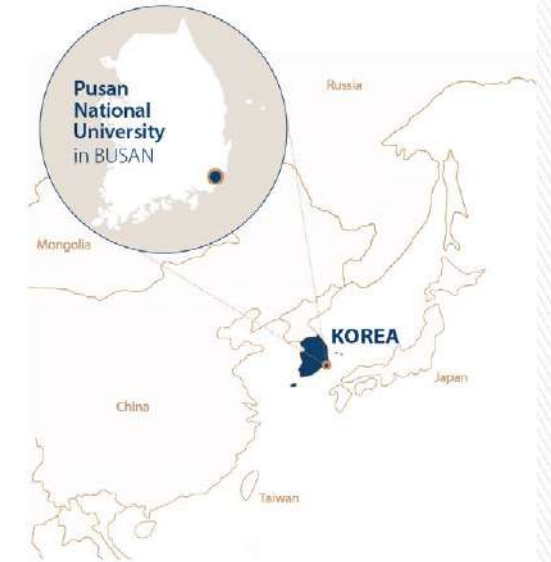 Pusan
National
University
in BUSAN
Russia
Mongolia
KOREA
Japan
China
Taiwan